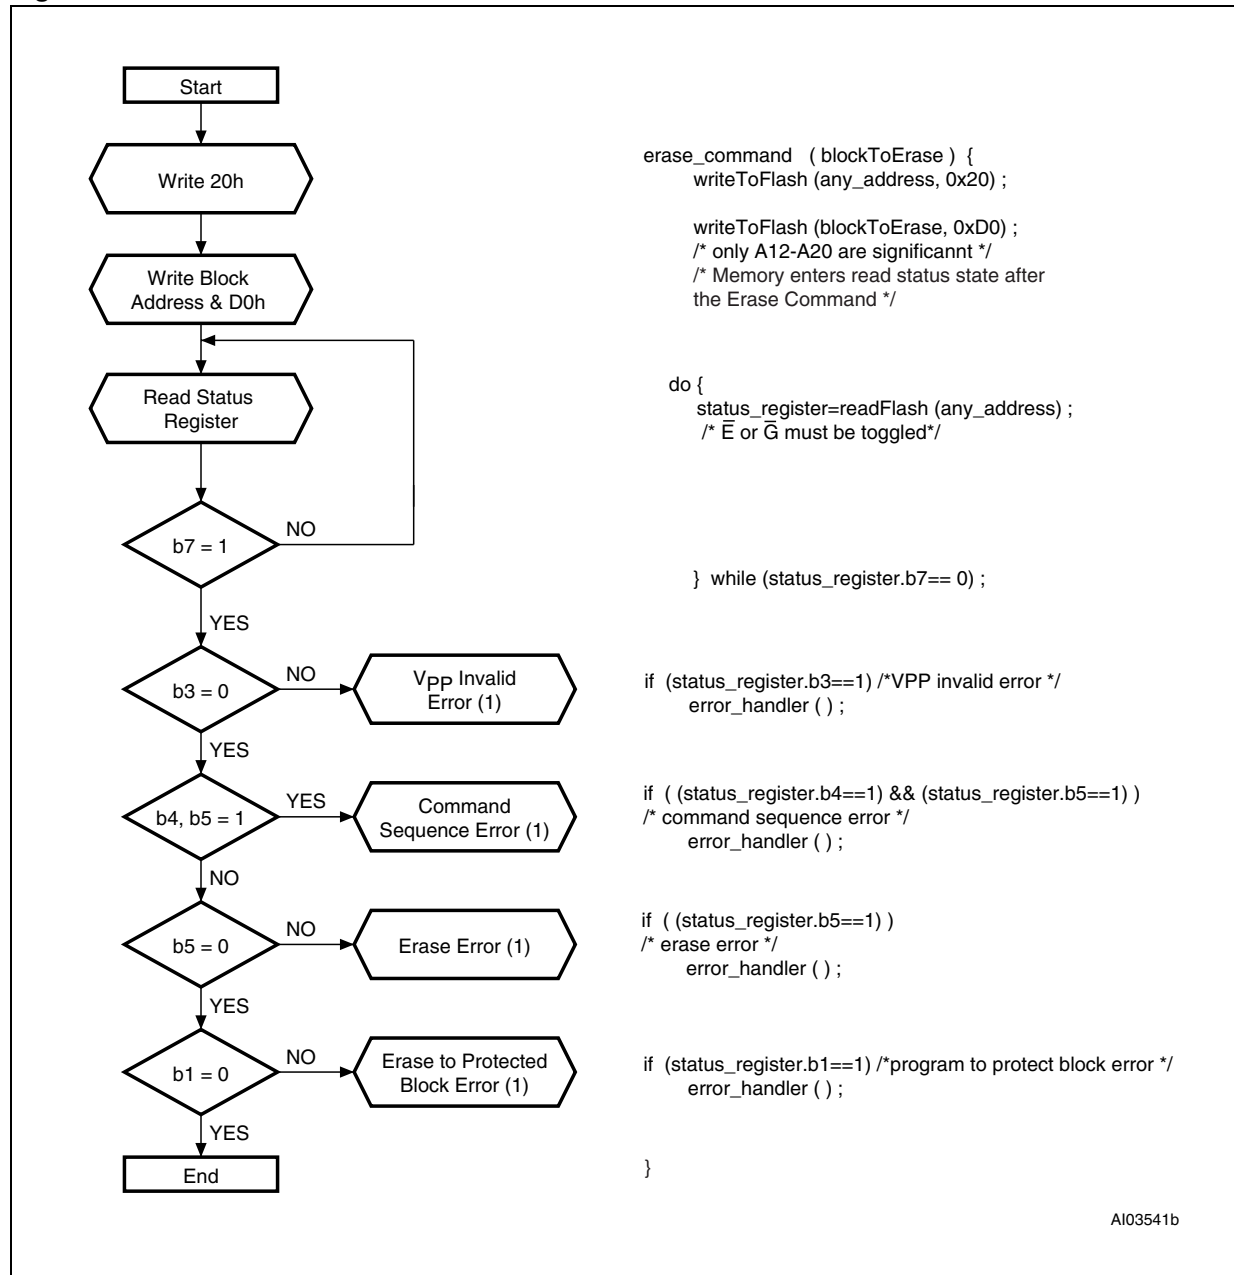 Start
Write 20h
Write Block
Address & D0h
Read Status
Register
b7 = 1
NO
YES
b3 = 0
NO
VPP Invalid
Error (1)
YES
b4, b5 = 1
YES
Command
Sequence Error (1)
NO
b5 = 0
NO
Erase Error (1)
YES
b1 = 0
NO
Erase to Protected
Block Error (1)
YES
End
erase_command ( blockToErase ) {
writeToFlash (any_address, 0x20) ;
writeToFlash (blockToErase, 0xD0) ;
/* only A12-A20 are significannt */
/* Memory enters read status state after
the Erase Command */
do {
status_register=readFlash (any_address) ;
/* E̅ or G̅ must be toggled*/
} while (status_register.b7== 0) ;
if (status_register.b3==1) /*VPP invalid error */
error_handler ( ) ;
if ( (status_register.b4==1) && (status_register.b5==1) )
/* command sequence error */
error_handler ( ) ;
if ( (status_register.b5==1) )
/* erase error */
error_handler ( ) ;
if (status_register.b1==1) /*program to protect block error */
error_handler ( ) ;
}
AI03541b